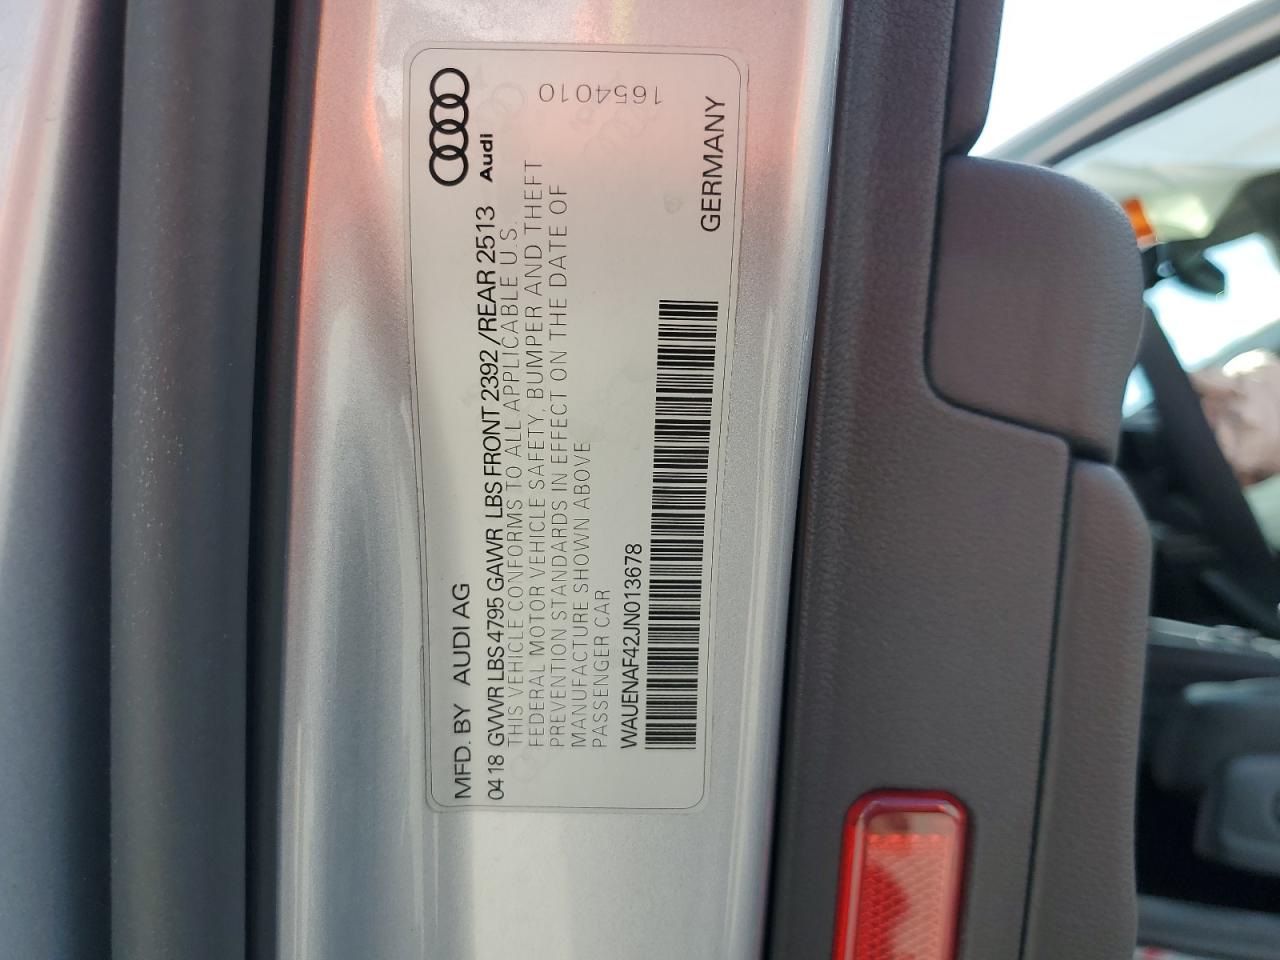 MFD. BY AUDI AG
Audi
0418 GVWR LBS 4795 GAWR LBS FRONT 2392 /REAR 2513
THIS VEHICLE CONFORMS TO ALL APPLICABLE U.S.
FEDERAL MOTOR VEHICLE SAFETY, BUMPER AND THEFT
PREVENTION STANDARDS IN EFFECT ON THE DATE OF
MANUFACTURE SHOWN ABOVE
PASSENGER CAR
WAUENAF42JN013678
1654010
GERMANY